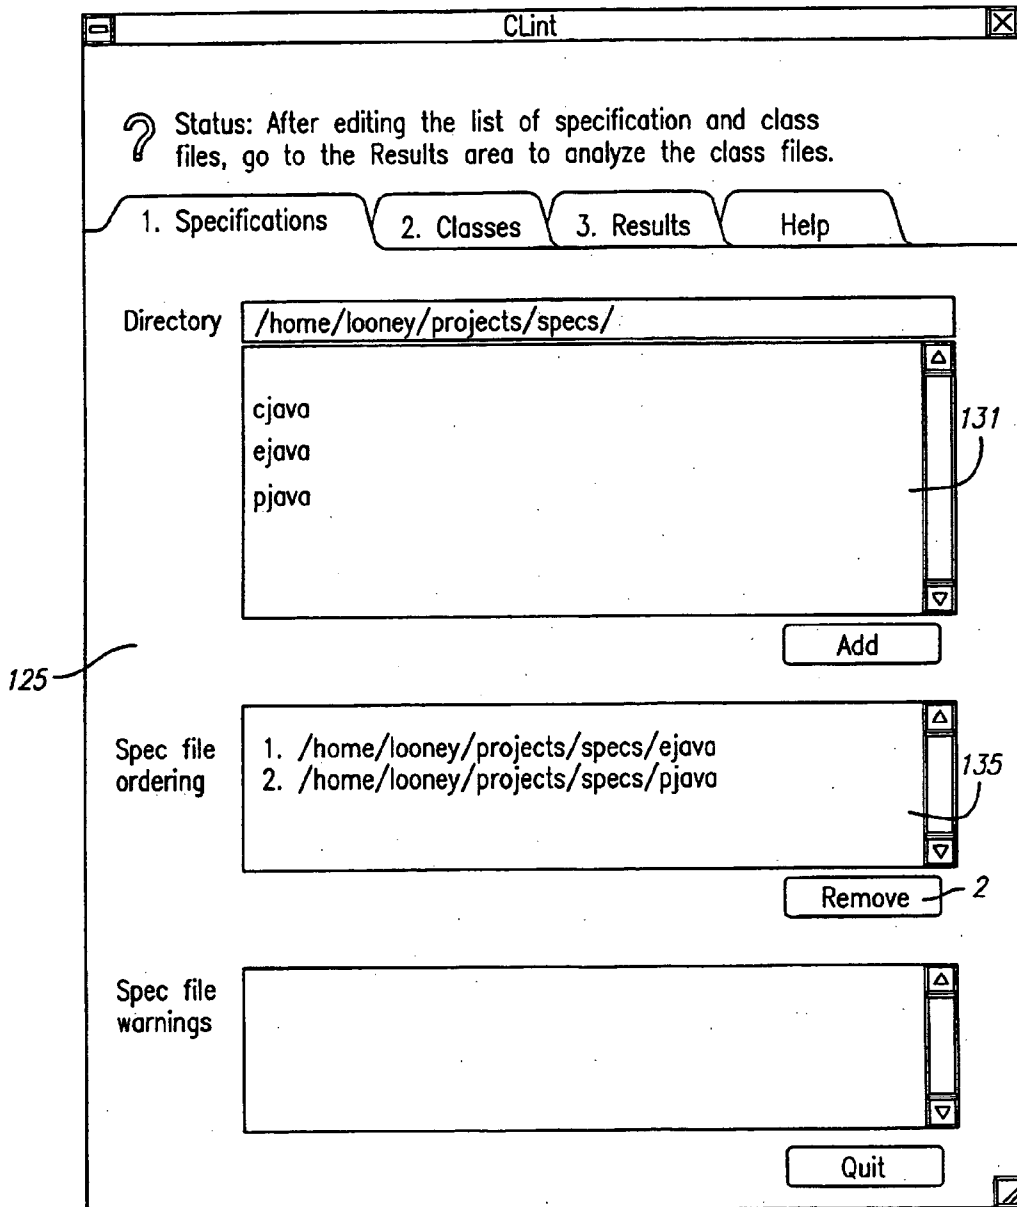 CLint
Status: After editing the list of specification and class
files, go to the Results area to analyze the class files.
1. Specifications
2. Classes
3. Results
Help
Directory
/home/looney/projects/specs/
cjava
ejava
pjava
131
Add
125
Spec file
ordering
1. /home/looney/projects/specs/ejava
2. /home/looney/projects/specs/pjava
135
Remove
2
Spec file
warnings
Quit